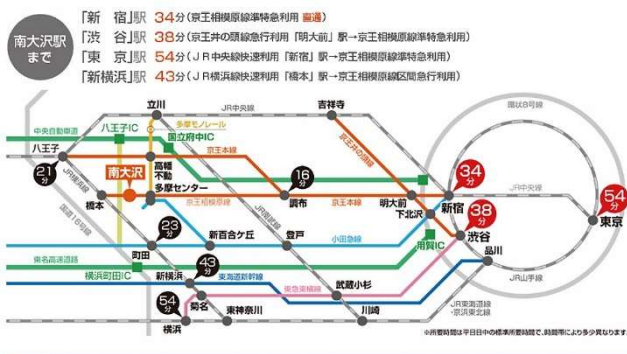 南大沢駅
まで
「新 宿」駅 34分(京王相模原線準特急利用 直通)
「渋 谷」駅 38分(京王井の頭線急行利用「明大前」駅→京王相模原線準特急利用)
「東 京」駅 54分(JR中央線快速利用「新宿」駅→京王相模原線準特急利用)
「新横浜」駅 43分(JR横浜線快速利用「橋本」駅→京王相模原線区間急行利用)
立川
JR中央線
吉祥寺
環状8号線
中央自動車道
八王子IC
多摩モノレール
国立府中IC
京王井の頭線
八王子
高幡不動
京王本線
21分
南大沢
16分
34分
JR横浜線
多摩センター
JR中央線
54分
橋本
京王相模原線
調布
京王本線
明大前
新宿
東京
国道16号線
JR南武線
下北沢
38分
23分
小田急線
渋谷
町田
新百合ケ丘
登戸
用賀IC
品川
東名高速道路
横浜町田IC
43分
新横浜
東海道新幹線
JR山手線
54分
菊名
東急東横線
武蔵小杉
横浜
東神奈川
川崎
JR東海道線
・京浜東北線
※所要時間は平日日中の標準所要時間で、時間帯により多少異なります